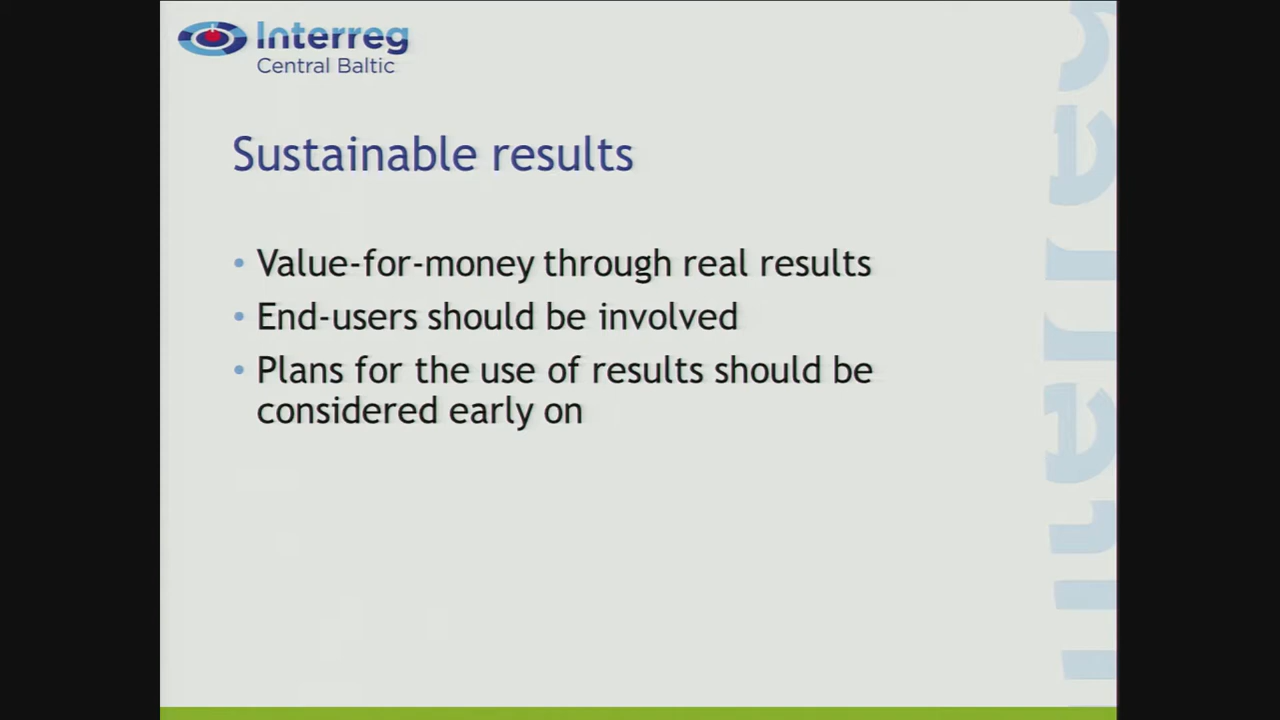 Interreg
Central Baltic
Sustainable results
• Value-for-money through real results
• End-users should be involved
• Plans for the use of results should be
considered early on
Interreg